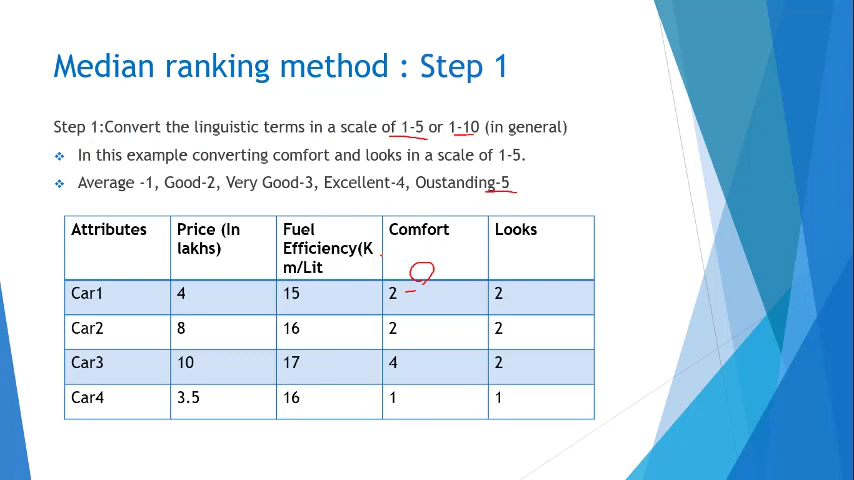 Median ranking method : Step 1
Step 1:Convert the linguistic terms in a scale of 1-5 or 1-10 (in general)
In this example converting comfort and looks in a scale of 1-5.
Average -1, Good-2, Very Good-3, Excellent-4, Oustanding-5
Attributes Price (In lakhs) Fuel Efficiency(Km/Lit Comfort Looks
Car1 4 15 2 2
Car2 8 16 2 2
Car3 10 17 4 2
Car4 3.5 16 1 1